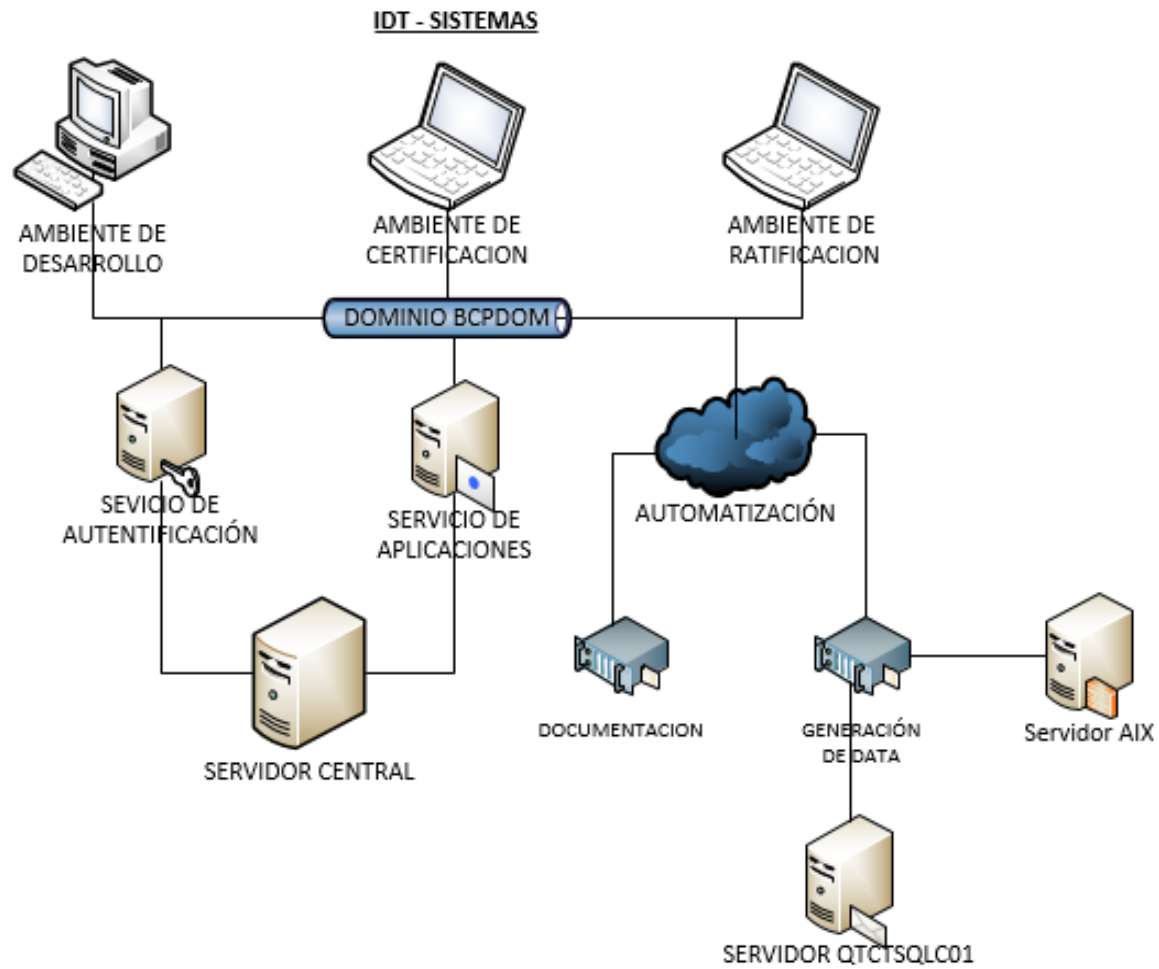 IDT - SISTEMAS
AMBIENTE DE
DESARROLLO
AMBIENTE DE
CERTIFICACION
AMBIENTE DE
RATIFICACION
DOMINIO BCPDOM
SEVICIO DE
AUTENTIFICACIÓN
SERVICIO DE
APLICACIONES
AUTOMATIZACIÓN
SERVIDOR CENTRAL
DOCUMENTACION
GENERACIÓN
DE DATA
Servidor AIX
SERVIDOR QTCTSQLC01